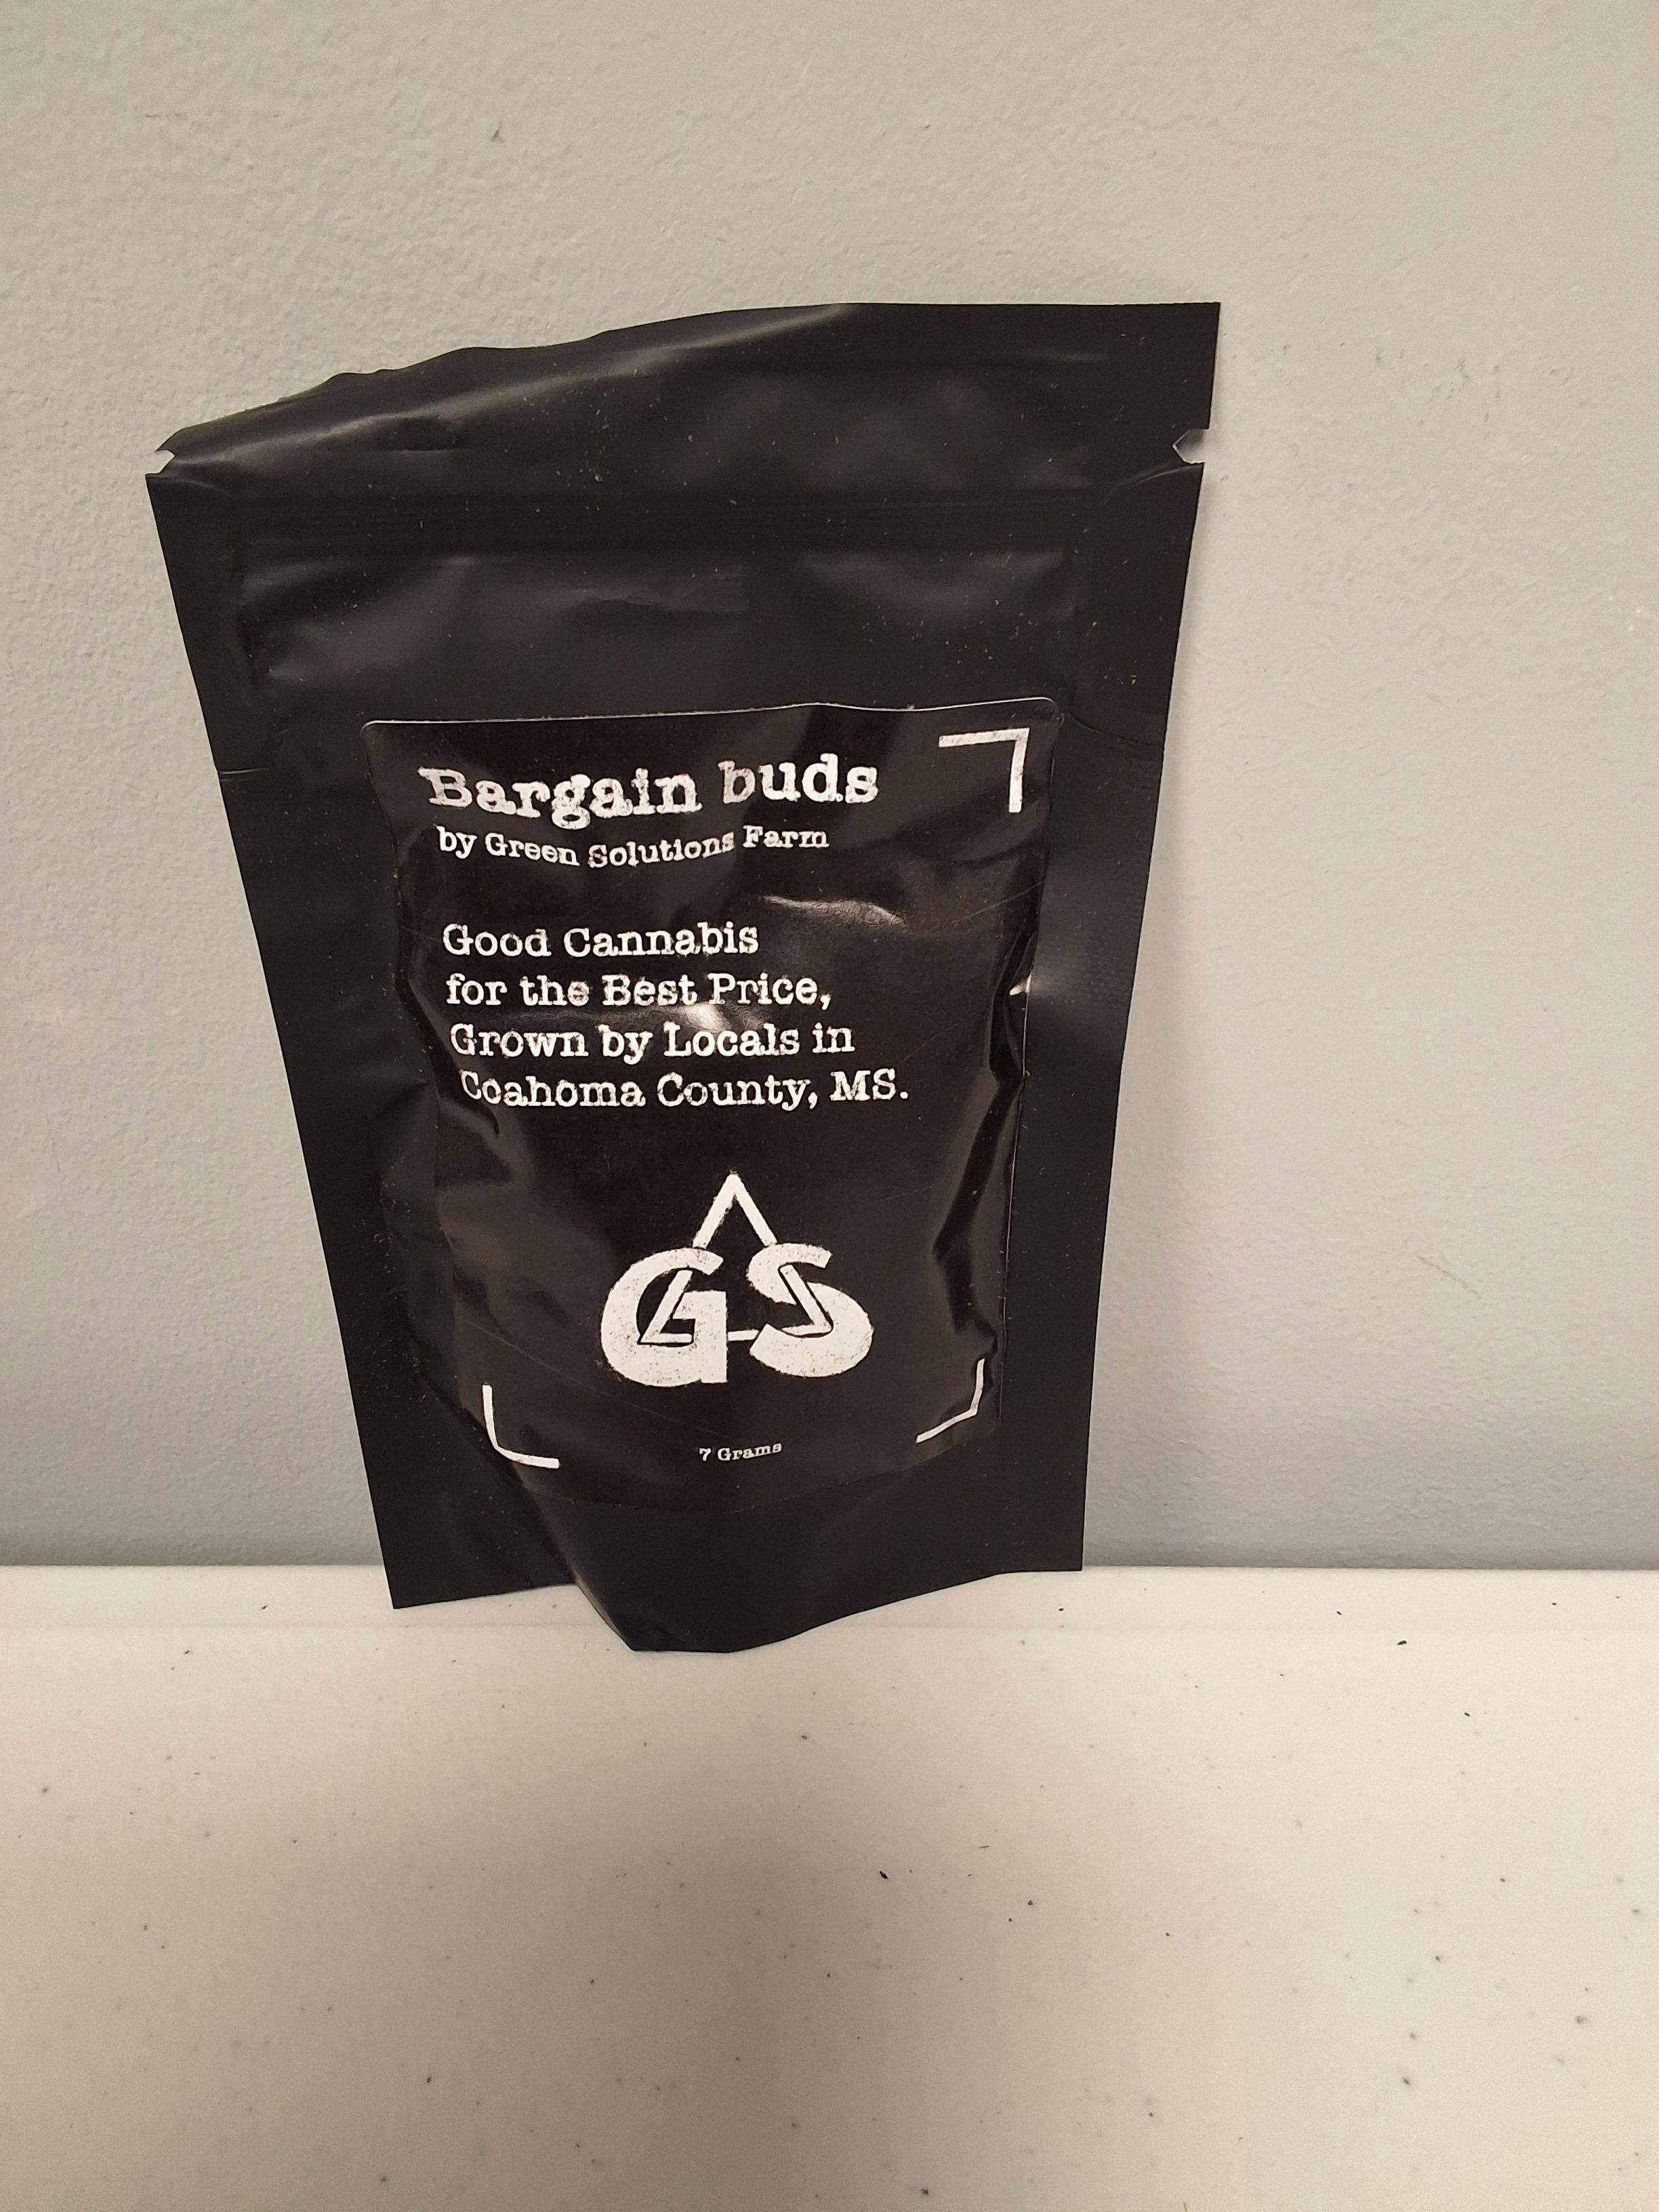 Bargain buds
by Green Solutions Farm
Good Cannabis
for the Best Price,
Grown by Locals in
Coahoma County, MS.
GS
7 Grams